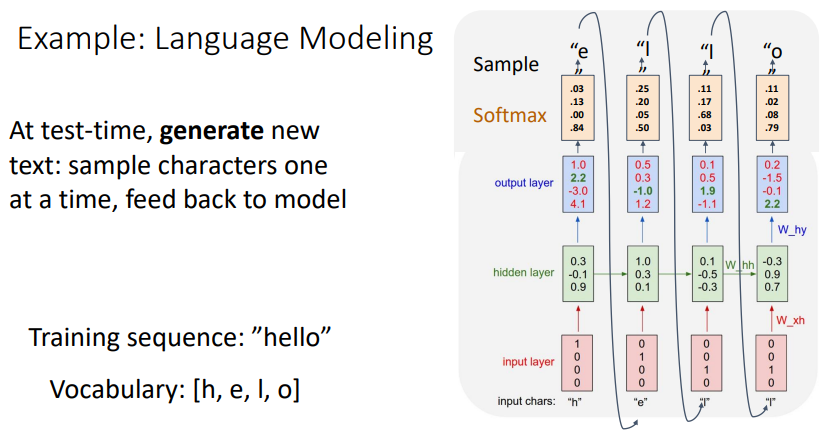 Example: Language Modeling
At test-time, generate new
text: sample characters one
at a time, feed back to model
Training sequence: ”hello”
Vocabulary: [h, e, l, o]
Sample
“e” “l” “l” “o”
Softmax
.03 .25 .11 .11
.13 .20 .17 .02
.00 .05 .68 .08
.84 .50 .03 .79
output layer
1.0 0.5 0.1 0.2
2.2 0.3 0.5 -1.5
-3.0 -1.0 1.9 -0.1
4.1 1.2 -1.1 2.2
W_hy
hidden layer
0.3 1.0 0.1 -0.3
-0.1 0.3 -0.5 0.9
0.9 0.1 -0.3 0.7
W_hh
W_xh
input layer
1 0 0 0
0 1 0 0
0 0 1 1
0 0 0 0
input chars: “h” “e” “l” “l”